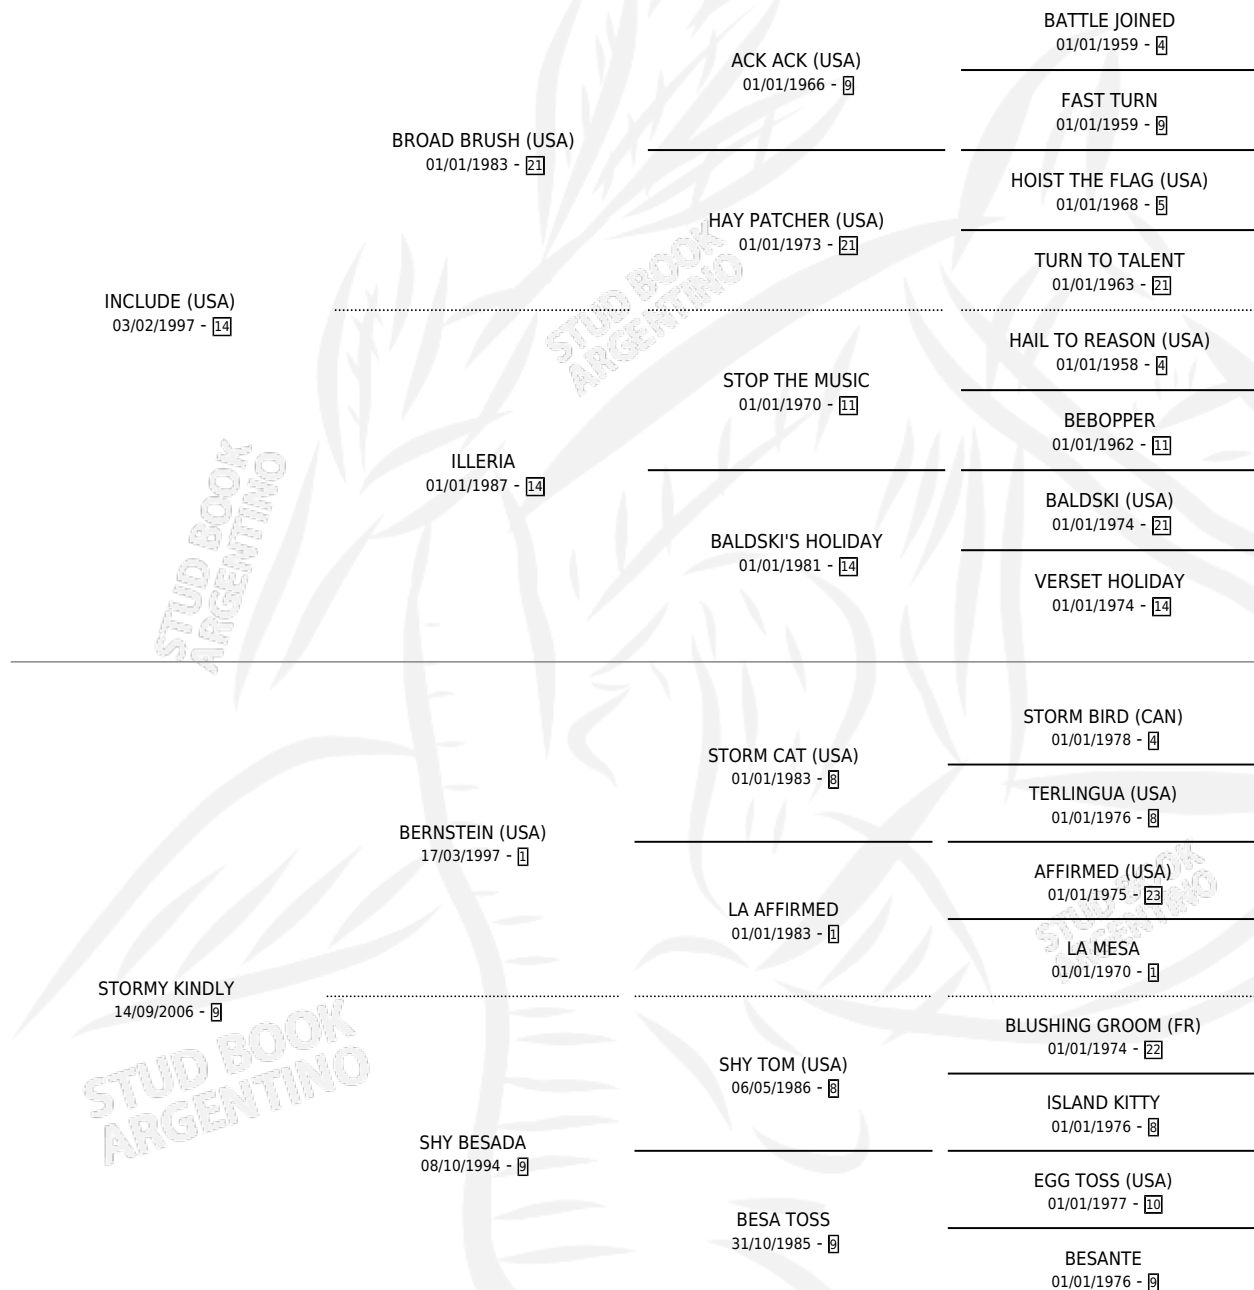 BATTLE JOINED
01/01/1959 - 4
ACK ACK (USA)
01/01/1966 - 9
FAST TURN
01/01/1959 - 9
BROAD BRUSH (USA)
01/01/1983 - 21
HOIST THE FLAG (USA)
01/01/1968 - 5
HAY PATCHER (USA)
01/01/1973 - 21
TURN TO TALENT
01/01/1963 - 21
INCLUDE (USA)
03/02/1997 - 14
HAIL TO REASON (USA)
01/01/1958 - 4
STOP THE MUSIC
01/01/1970 - 11
BEBOPPER
01/01/1962 - 11
ILLERIA
01/01/1987 - 14
BALDSKI (USA)
01/01/1974 - 21
BALDSKI'S HOLIDAY
01/01/1981 - 14
VERSET HOLIDAY
01/01/1974 - 14
STORM BIRD (CAN)
01/01/1978 - 4
STORM CAT (USA)
01/01/1983 - 8
TERLINGUA (USA)
01/01/1976 - 8
BERNSTEIN (USA)
17/03/1997 - 1
AFFIRMED (USA)
01/01/1975 - 23
LA AFFIRMED
01/01/1983 - 1
LA MESA
01/01/1970 - 1
STORMY KINDLY
14/09/2006 - 9
BLUSHING GROOM (FR)
01/01/1974 - 22
SHY TOM (USA)
06/05/1986 - 8
ISLAND KITTY
01/01/1976 - 8
SHY BESADA
08/10/1994 - 9
EGG TOSS (USA)
01/01/1977 - 10
BESA TOSS
31/10/1985 - 9
BESANTE
01/01/1976 - 9
STUD BOOK
ARGENTINO
STUD BOOK
ARGENTINO
STUD BOOK
ARGENTINO
STUD BOOK
ARGENTINO